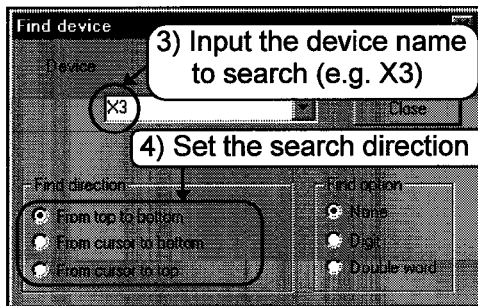 Find device
3) Input the device name
to search (e.g. X3)
Device
X3
Close
4) Set the search direction
Find direction
From top to bottom
From cursor to bottom
From cursor to top
Find option
None
Digit
Double word